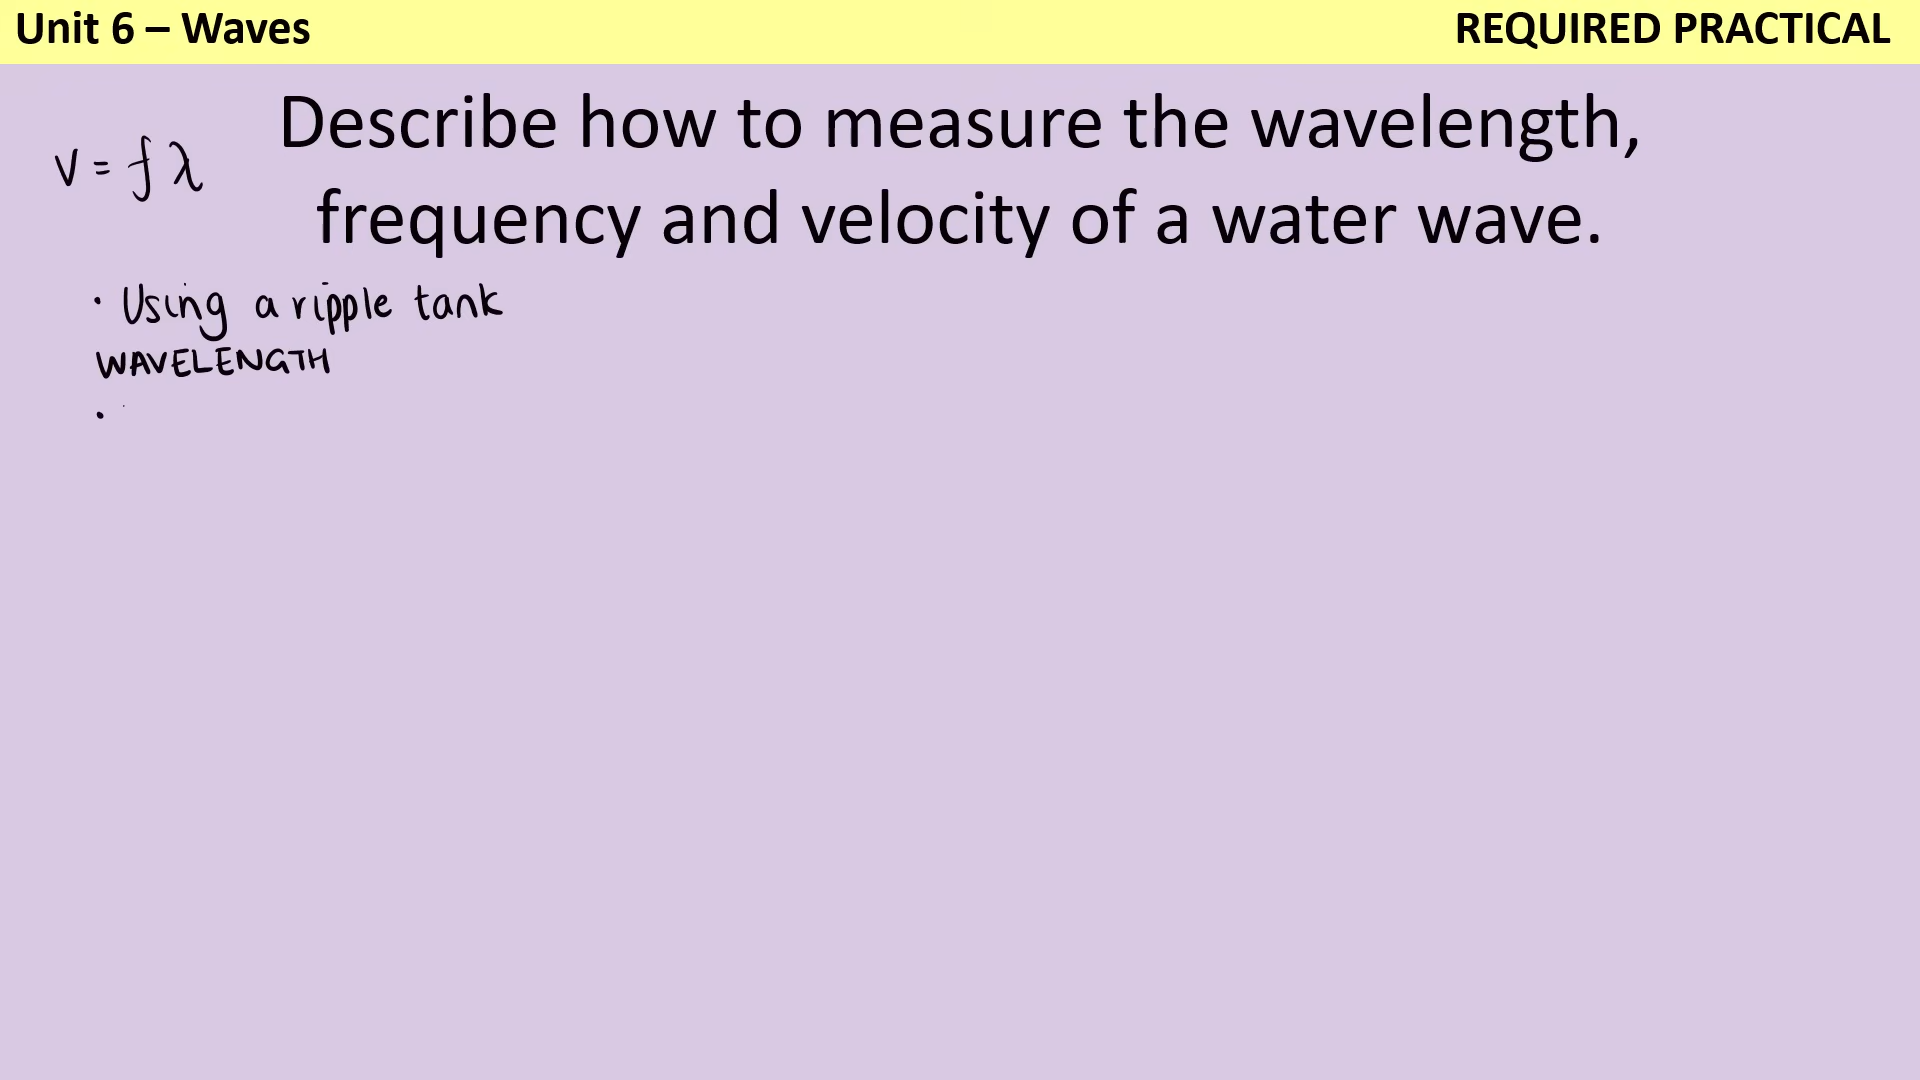 Unit 6 – Waves
REQUIRED PRACTICAL
Describe how to measure the wavelength,
frequency and velocity of a water wave.
v = f λ
· Using a ripple tank
WAVELENGTH
·